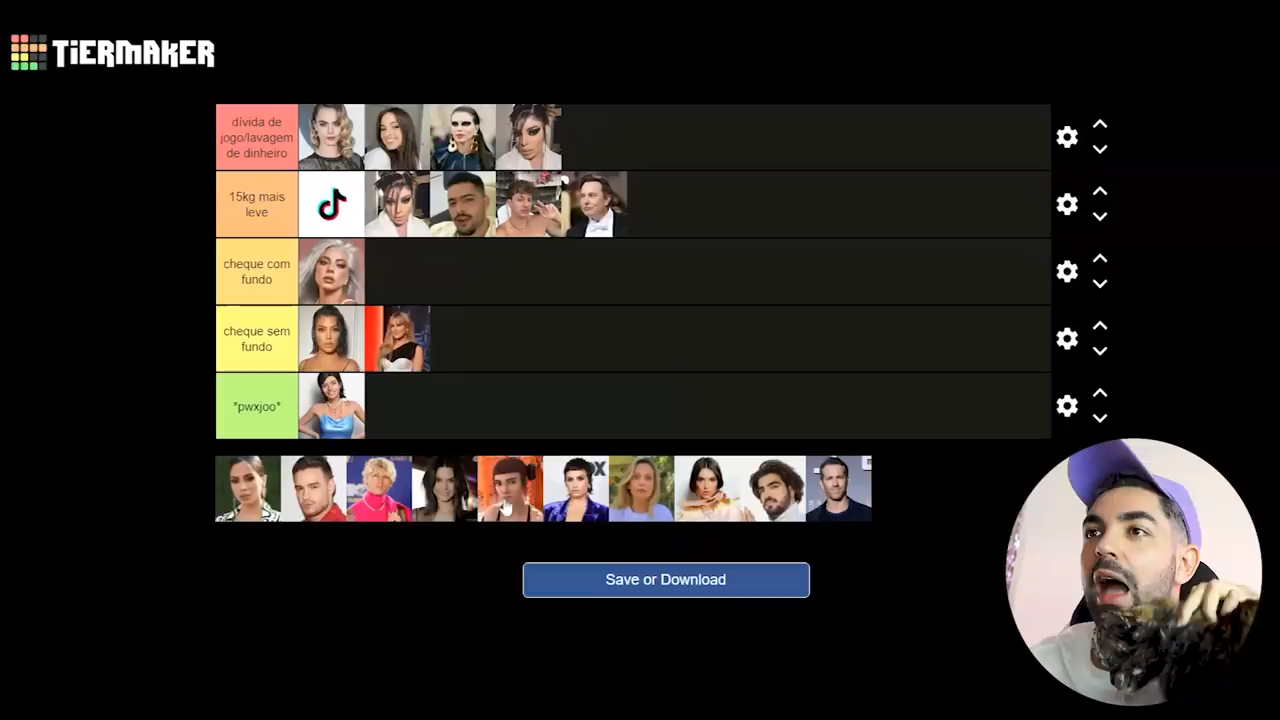 TiERMAKER
dívida de
jogo/lavagem
de dinheiro
15kg mais
leve
cheque com
fundo
cheque sem
fundo
*pwxjoo*
Save or Download